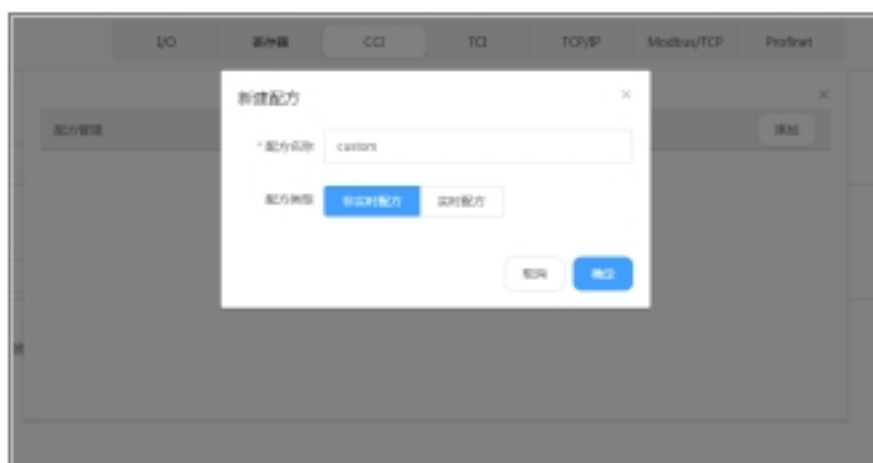 I/O 寄存器 CCI TCI TCP/IP Modbus/TCP Profinet
新建配方
配方管理 添加
* 配方名称 custom
配方类型 非实时配方 实时配方
取消 确定